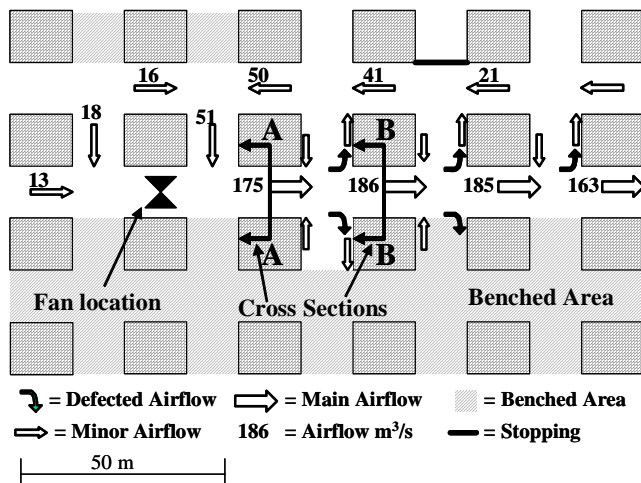 16 50 41 21
18 51 A B
13 175 186 185 163
A B
Fan location Cross Sections Benched Area
= Defected Airflow = Main Airflow = Benched Area
= Minor Airflow 186 = Airflow m³/s = Stopping
50 m